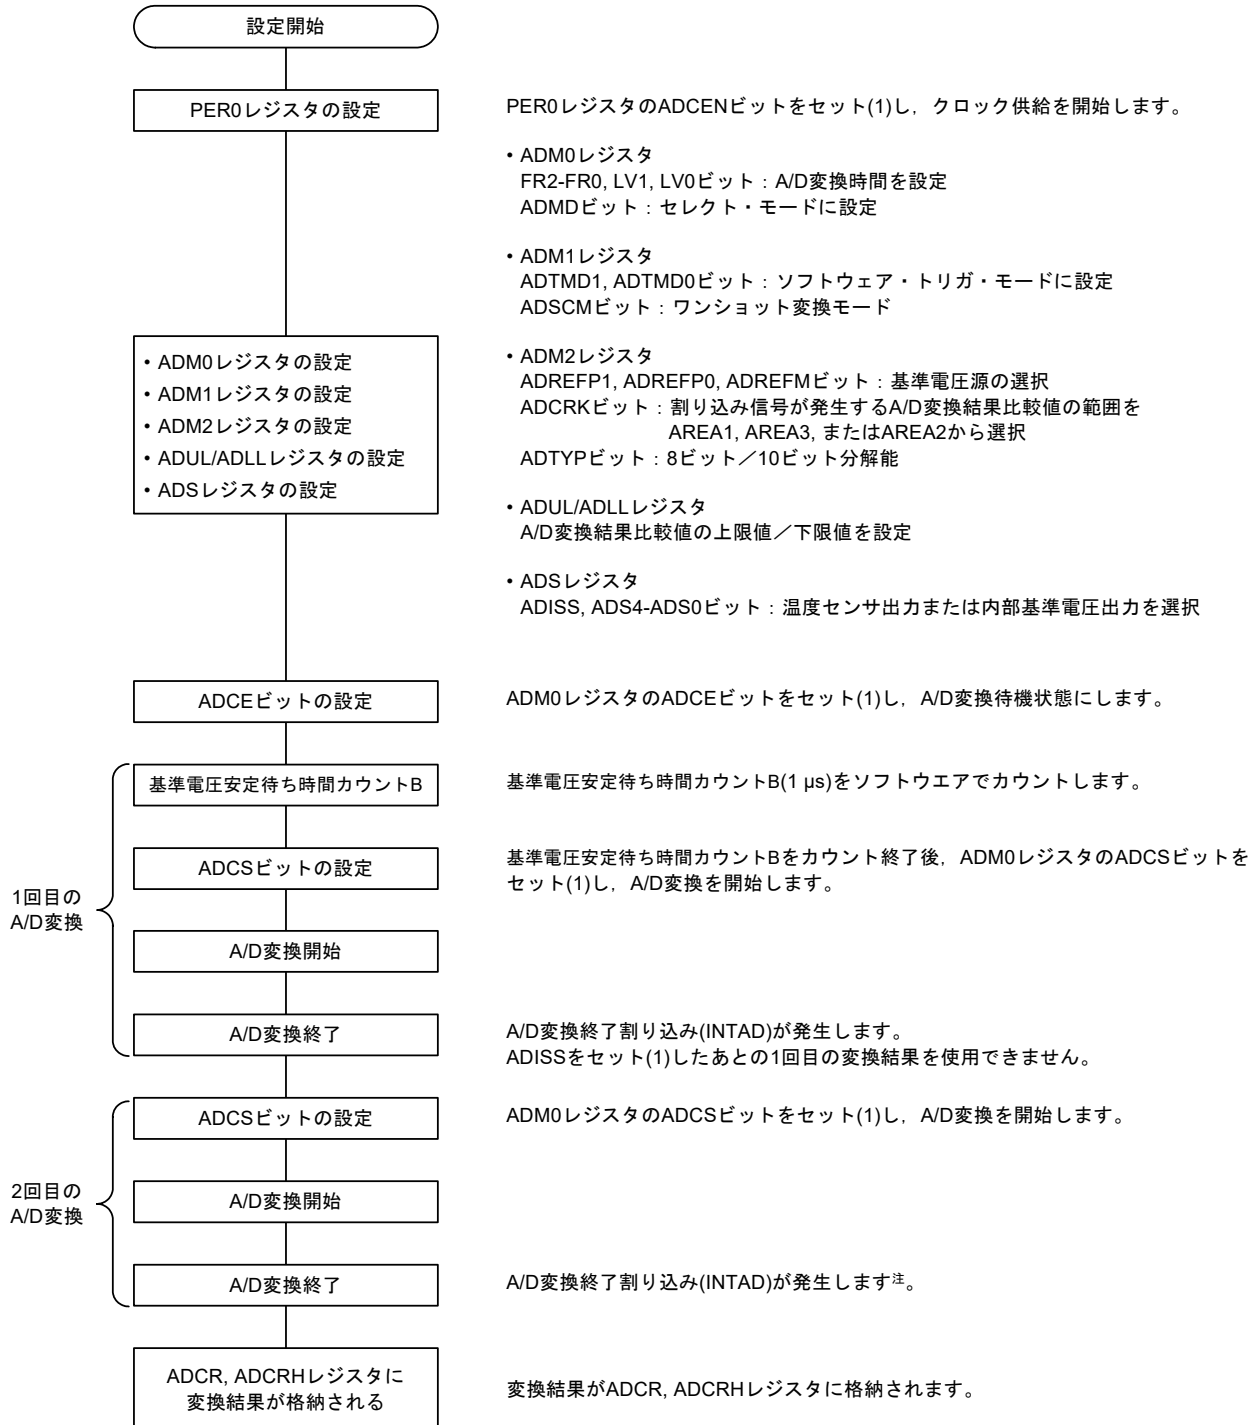 設定開始
PER0レジスタの設定
PER0レジスタのADCENビットをセット(1)し，クロック供給を開始します。
・ADM0レジスタの設定
・ADM1レジスタの設定
・ADM2レジスタの設定
・ADUL/ADLLレジスタの設定
・ADSレジスタの設定
・ADM0レジスタ
FR2-FR0, LV1, LV0ビット：A/D変換時間を設定
ADMDビット：セレクト・モードに設定
・ADM1レジスタ
ADTMD1, ADTMD0ビット：ソフトウェア・トリガ・モードに設定
ADSCMビット：ワンショット変換モード
・ADM2レジスタ
ADREFP1, ADREFP0, ADREFMビット：基準電圧源の選択
ADCRKビット：割り込み信号が発生するA/D変換結果比較値の範囲を
AREA1, AREA3, またはAREA2から選択
ADTYPビット：8ビット／10ビット分解能
・ADUL/ADLLレジスタ
A/D変換結果比較値の上限値／下限値を設定
・ADSレジスタ
ADISS, ADS4-ADS0ビット：温度センサ出力または内部基準電圧出力を選択
ADCEビットの設定
ADM0レジスタのADCEビットをセット(1)し，A/D変換待機状態にします。
1回目の
A/D変換
基準電圧安定待ち時間カウントB
基準電圧安定待ち時間カウントB(1 μs)をソフトウエアでカウントします。
ADCSビットの設定
基準電圧安定待ち時間カウントBをカウント終了後，ADM0レジスタのADCSビットを
セット(1)し，A/D変換を開始します。
A/D変換開始
A/D変換終了
A/D変換終了割り込み(INTAD)が発生します。
ADISSをセット(1)したあとの1回目の変換結果を使用できません。
2回目の
A/D変換
ADCSビットの設定
ADM0レジスタのADCSビットをセット(1)し，A/D変換を開始します。
A/D変換開始
A/D変換終了
A/D変換終了割り込み(INTAD)が発生します注。
ADCR, ADCRHレジスタに
変換結果が格納される
変換結果がADCR, ADCRHレジスタに格納されます。